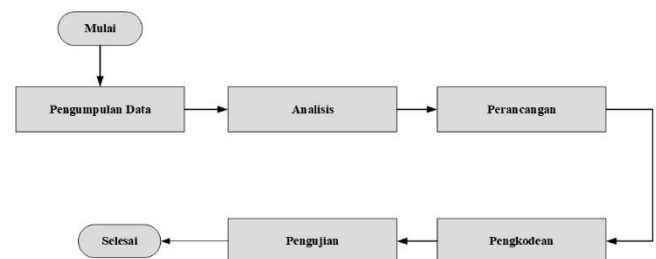 Mulai
Pengumpulan Data
Analisis
Perancangan
Pengkodean
Pengujian
Selesai